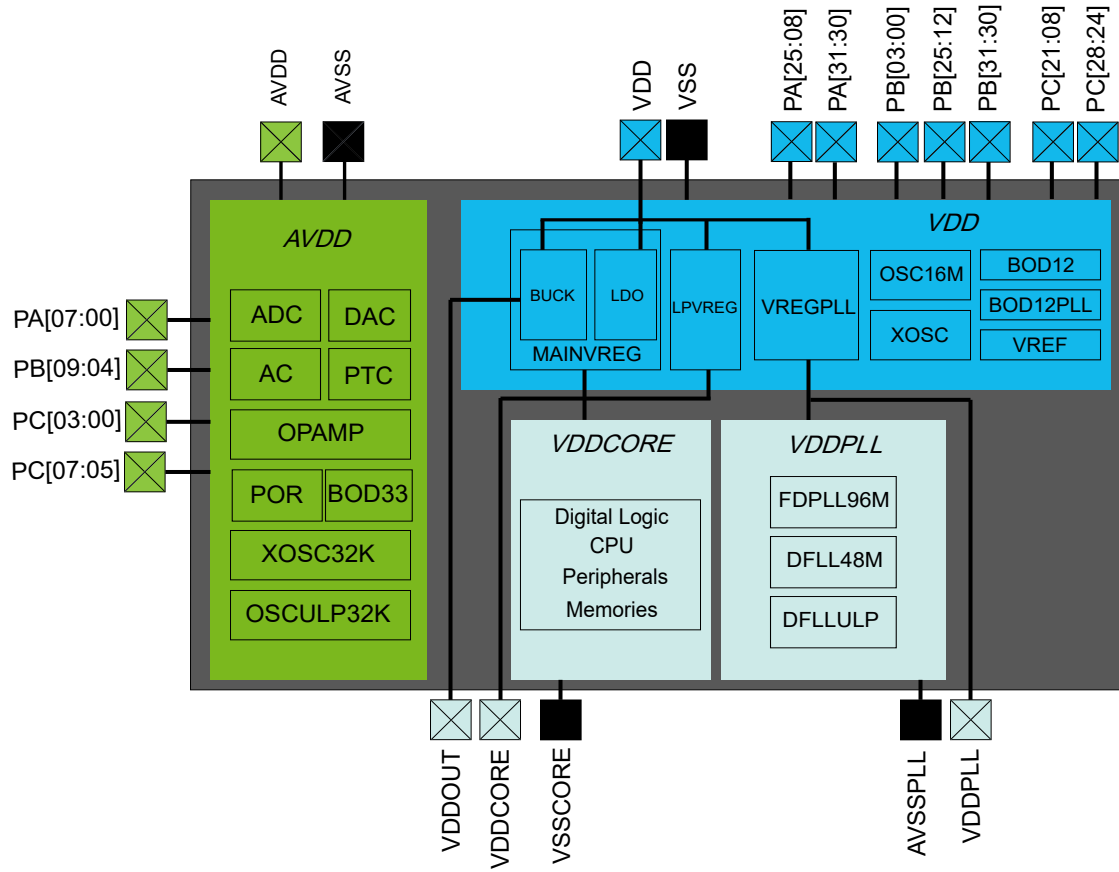 AVDD
AVSS
VDD
VSS
PA[25:08]
PA[31:30]
PB[03:00]
PB[25:12]
PB[31:30]
PC[21:08]
PC[28:24]
AVDD
VDD
PA[07:00]
PB[09:04]
PC[03:00]
PC[07:05]
ADC
DAC
AC
PTC
OPAMP
POR
BOD33
XOSC32K
OSCULP32K
BUCK
LDO
MAINVREG
LPVREG
VREGPLL
OSC16M
XOSC
BOD12
BOD12PLL
VREF
VDDCORE
Digital Logic
CPU
Peripherals
Memories
VDDPLL
FDPLL96M
DFLL48M
DFLLULP
VDDOUT
VDDCORE
VSSCORE
AVSSPLL
VDDPLL